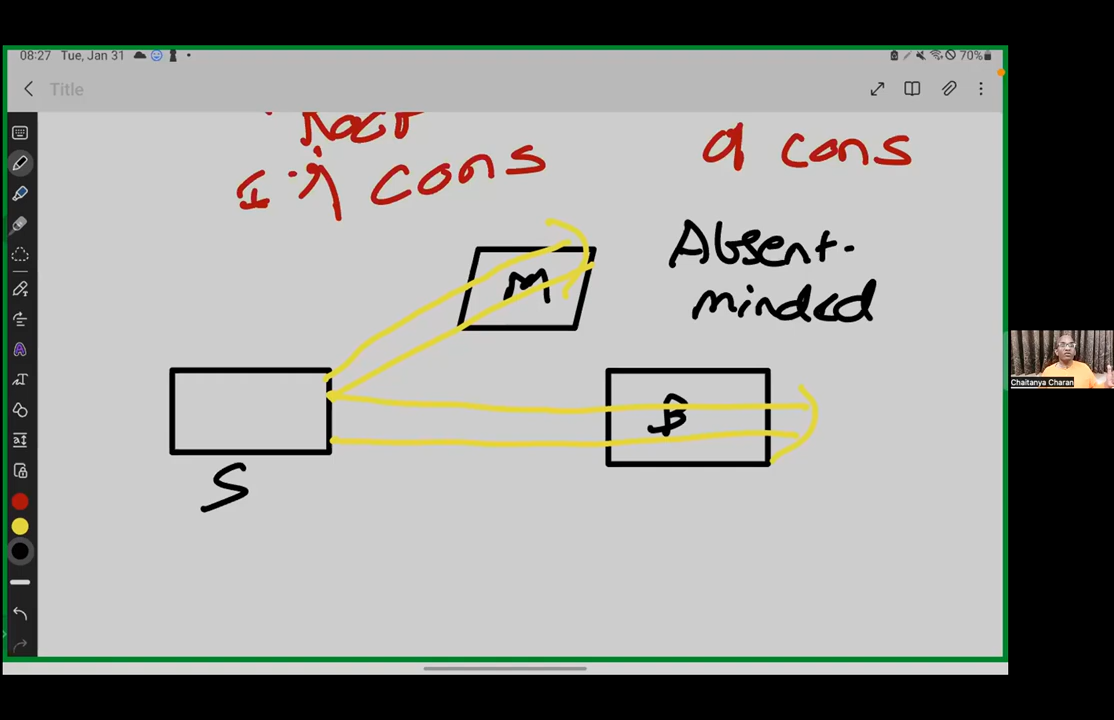 08:27 Tue, Jan 31
70%
Title
cons
cons
Absent-
minded
M
B
S
Chaitanya Charan